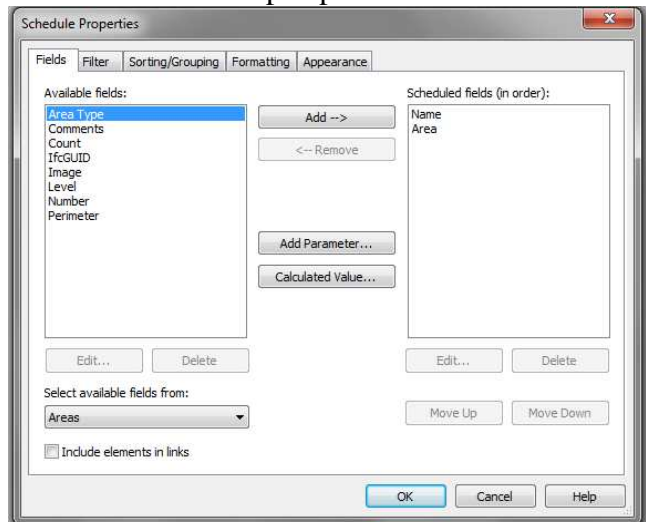 Schedule Properties
Fields Filter Sorting/Grouping Formatting Appearance
Available fields:
Area Type
Comments
Count
IfcGUID
Image
Level
Number
Perimeter
Add -->
<-- Remove
Add Parameter...
Calculated Value...
Scheduled fields (in order):
Name
Area
Edit... Delete
Edit... Delete
Select available fields from:
Areas
Move Up Move Down
Include elements in links
OK Cancel Help